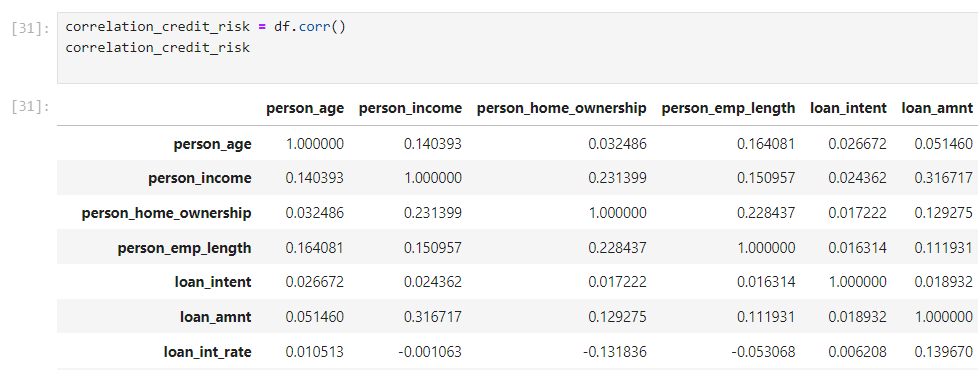 [31]: correlation_credit_risk = df.corr()
correlation_credit_risk
[31]:
person_age person_income person_home_ownership person_emp_length loan_intent loan_amnt
person_age 1.000000 0.140393 0.032486 0.164081 0.026672 0.051460
person_income 0.140393 1.000000 0.231399 0.150957 0.024362 0.316717
person_home_ownership 0.032486 0.231399 1.000000 0.228437 0.017222 0.129275
person_emp_length 0.164081 0.150957 0.228437 1.000000 0.016314 0.111931
loan_intent 0.026672 0.024362 0.017222 0.016314 1.000000 0.018932
loan_amnt 0.051460 0.316717 0.129275 0.111931 0.018932 1.000000
loan_int_rate 0.010513 -0.001063 -0.131836 -0.053068 0.006208 0.139670